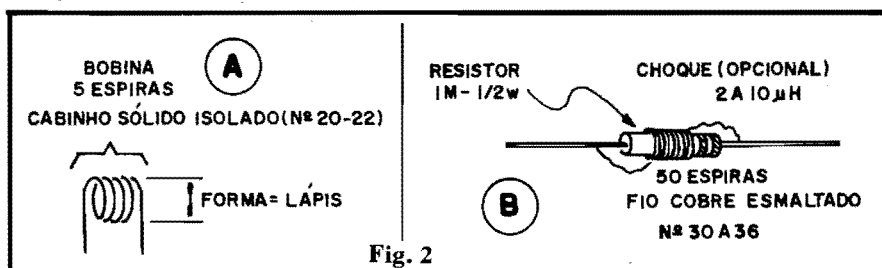 A
BOBINA
5 ESPIRAS
CABINHO SÓLIDO ISOLADO(Nº 20-22)
FORMA= LÁPIS
RESISTOR
1M- 1/2w
CHOQUE (OPCIONAL)
2 A 10µH
50 ESPIRAS
FIO COBRE ESMALTADO
Nº 30 A 36
B
Fig. 2